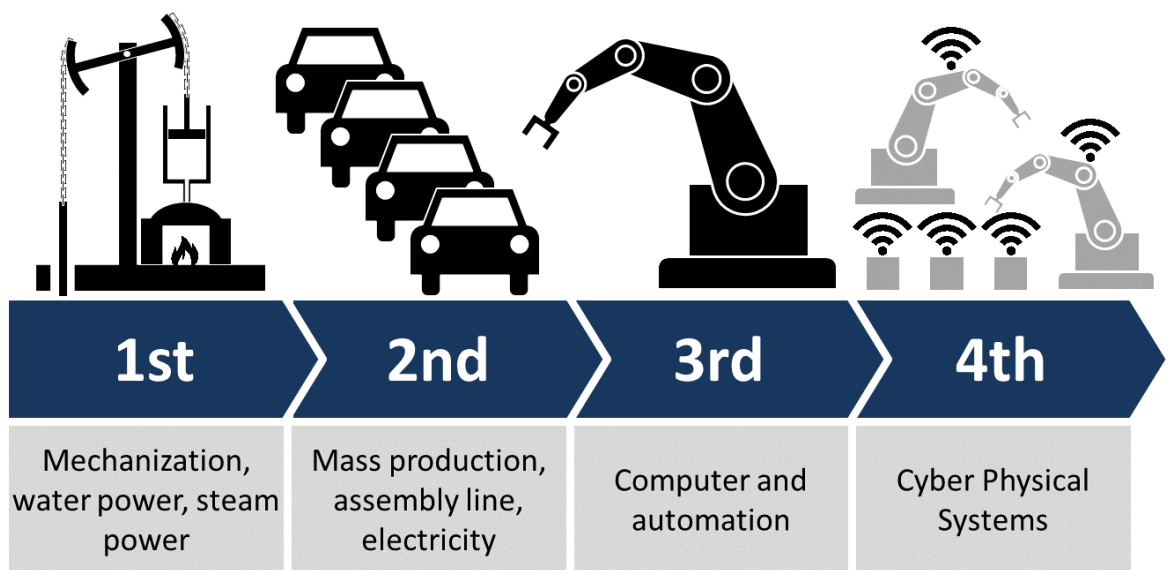 1st
2nd
3rd
4th
Mechanization,
water power, steam
power
Mass production,
assembly line,
electricity
Computer and
automation
Cyber Physical
Systems